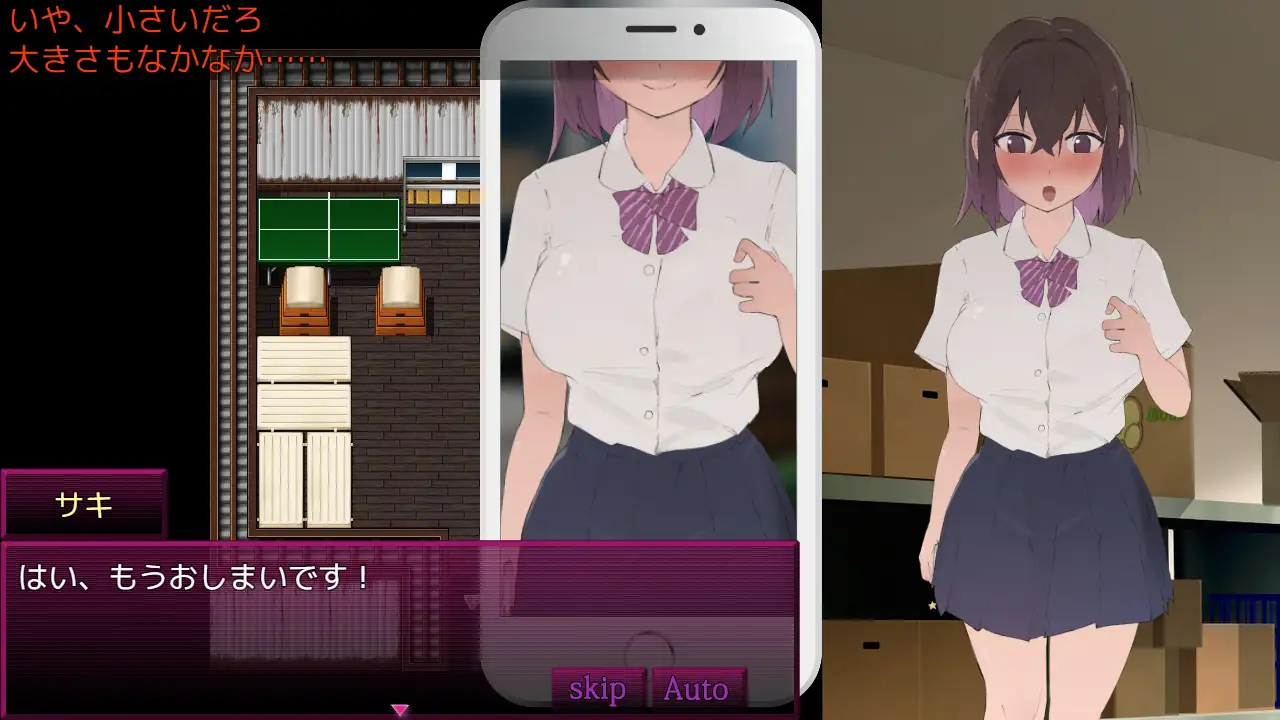 いや、小さいだろ
大きさもなかなか……
サキ
はい、もうおしまいです！
skip
Auto